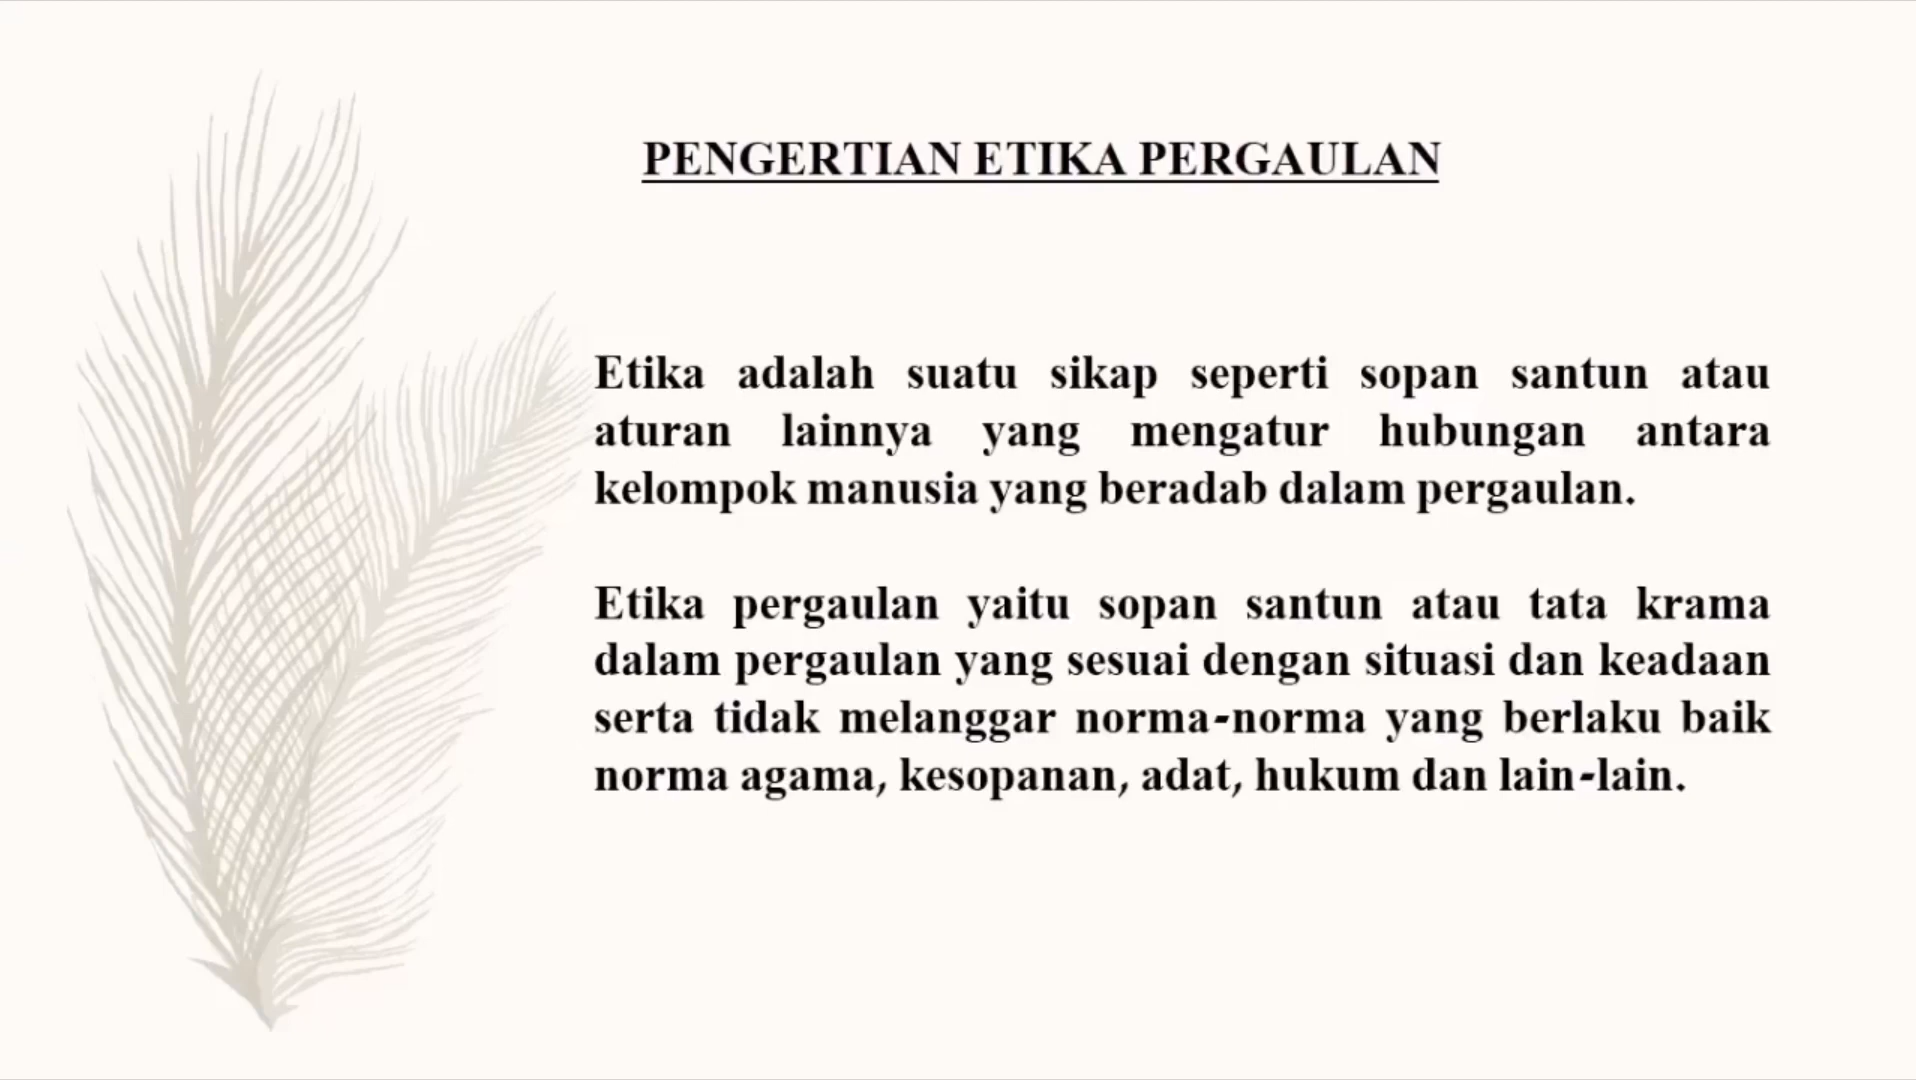 PENGERTIAN ETIKA PERGAULAN
Etika adalah suatu sikap seperti sopan santun atau
aturan lainnya yang mengatur hubungan antara
kelompok manusia yang beradab dalam pergaulan.
Etika pergaulan yaitu sopan santun atau tata krama
dalam pergaulan yang sesuai dengan situasi dan keadaan
serta tidak melanggar norma-norma yang berlaku baik
norma agama, kesopanan, adat, hukum dan lain-lain.